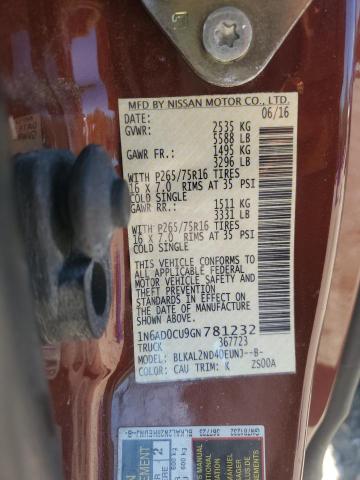 MFD BY NISSAN MOTOR CO., LTD.
DATE: 06/16
GVWR: 2535 KG
5588 LB
GAWR FR.: 1495 KG
3296 LB
WITH P265/75R16 TIRES
16 X 7.0 RIMS AT 35 PSI
COLD SINGLE
GAWR RR.: 1511 KG
3331 LB
WITH P265/75R16 TIRES
16 X 7.0 RIMS AT 35 PSI
COLD SINGLE
THIS VEHICLE CONFORMS TO ALL
APPLICABLE FEDERAL MOTOR
VEHICLE SAFETY STANDARDS IN
EFFECT ON THE DATE OF
MANUFACTURE SHOWN ABOVE.
1N6AD0CU9GN781232
TRUCK 367723
MODEL: BLKAL2ND40EUNJ--B-
COLOR: CAU TRIM: K ZS00A